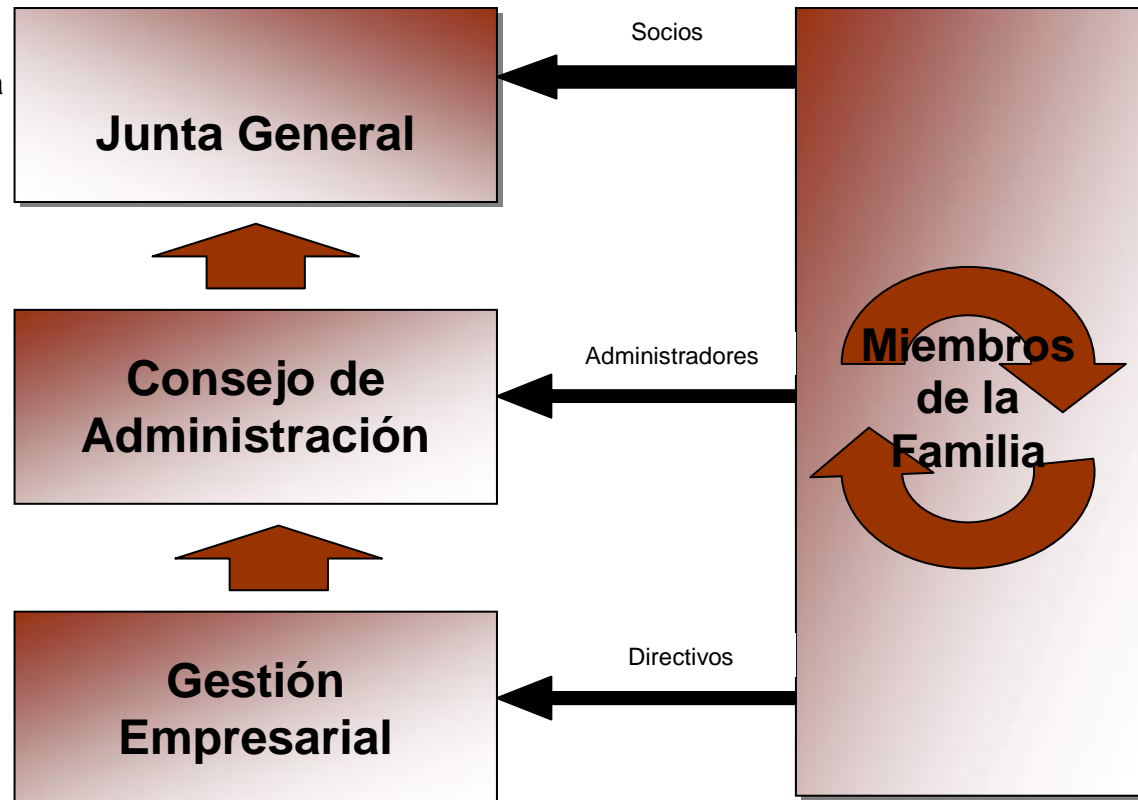 Socios
Junta General
Consejo de
Administración
Administradores
Miembros
de la
Familia
Gestión
Empresarial
Directivos